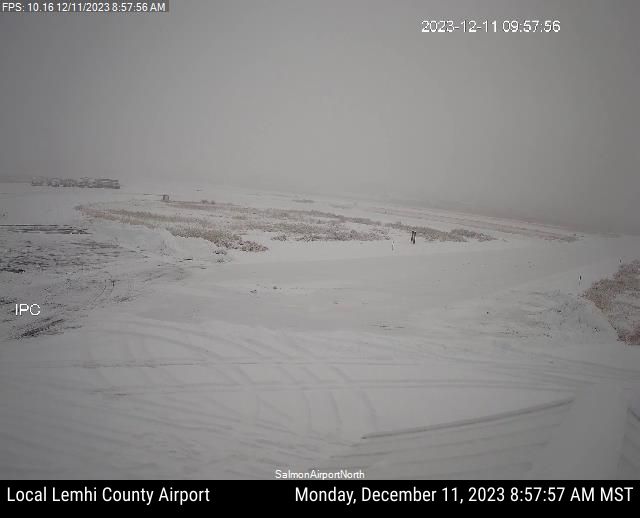 FPS: 10.16 12/11/2023 8:57:56 AM
2023-12-11 09:57:56
IPC
SalmonAirportNorth
Local Lemhi County Airport
Monday, December 11, 2023 8:57:57 AM MST